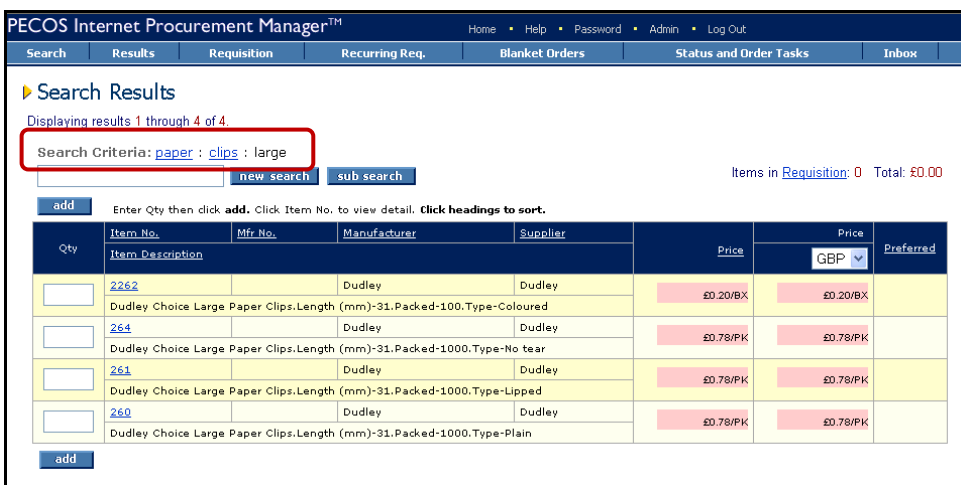 PECOS Internet Procurement Manager™ Home • Help • Password • Admin • Log Out
Search Results Requisition Recurring Req. Blanket Orders Status and Order Tasks Inbox
Search Results
Displaying results 1 through 4 of 4.
Search Criteria: paper : clips : large
new search sub search Items in Requisition: 0 Total: £0.00
add Enter Qty then click add. Click Item No. to view detail. Click headings to sort.
Qty Item No. Mfr No. Manufacturer Supplier Price Price Preferred
Item Description GBP
2262 Dudley Dudley £0.20/BX £0.20/BX
Dudley Choice Large Paper Clips.Length (mm)-31.Packed-100.Type-Coloured
264 Dudley Dudley £0.78/PK £0.78/PK
Dudley Choice Large Paper Clips.Length (mm)-31.Packed-1000.Type-No tear
261 Dudley Dudley £0.78/PK £0.78/PK
Dudley Choice Large Paper Clips.Length (mm)-31.Packed-1000.Type-Lipped
260 Dudley Dudley £0.78/PK £0.78/PK
Dudley Choice Large Paper Clips.Length (mm)-31.Packed-1000.Type-Plain
add